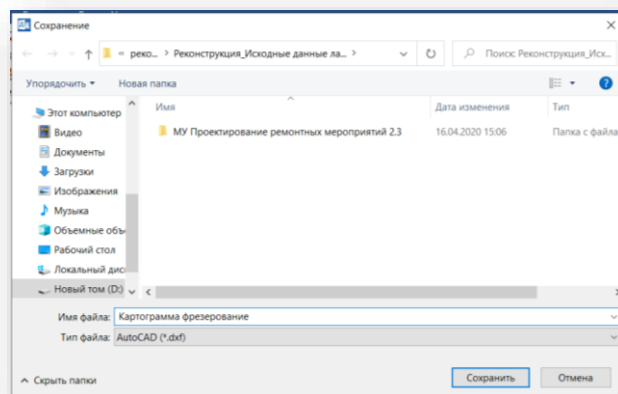 Сохранение
« реко... > Реконструкция_Исходные данные ла... >
Поиск: Реконструкция_Исх...
Упорядочить
Новая папка
Этот компьютер
Видео
Документы
Загрузки
Изображения
Музыка
Объемные объ
Рабочий стол
Локальный дис
Новый том (D:)
Имя
Дата изменения
Тип
МУ Проектирование ремонтных мероприятий 2.3
16.04.2020 15:06
Папка с файла
Имя файла: Картограмма фрезерование
Тип файла: AutoCAD (*.dxf)
Скрыть папки
Сохранить
Отмена